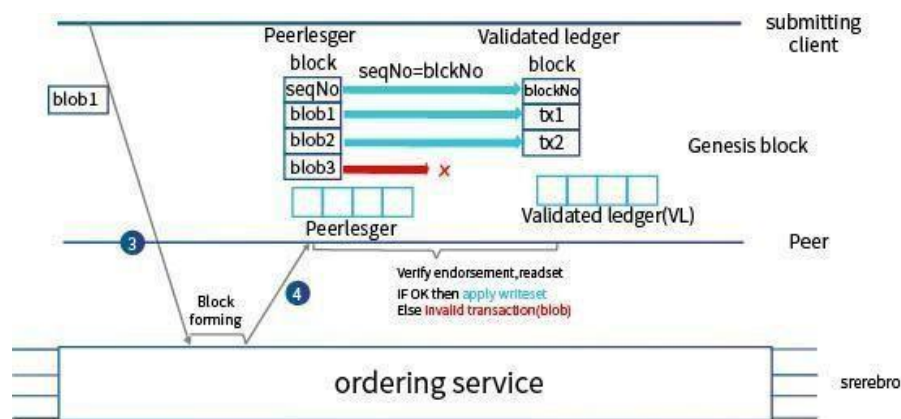 submitting
client
Peerlesger
Validated ledger
block
seqNo=blckNo
block
seqNo
blockNo
blob1
blob1
tx1
blob2
tx2
blob3
x
Genesis block
Peerlesger
Validated ledger(VL)
3
Peer
4
Verify endorsement,readset
IF OK then apply writeset
Else Invalid transaction(blob)
Block
forming
ordering service
srerebro